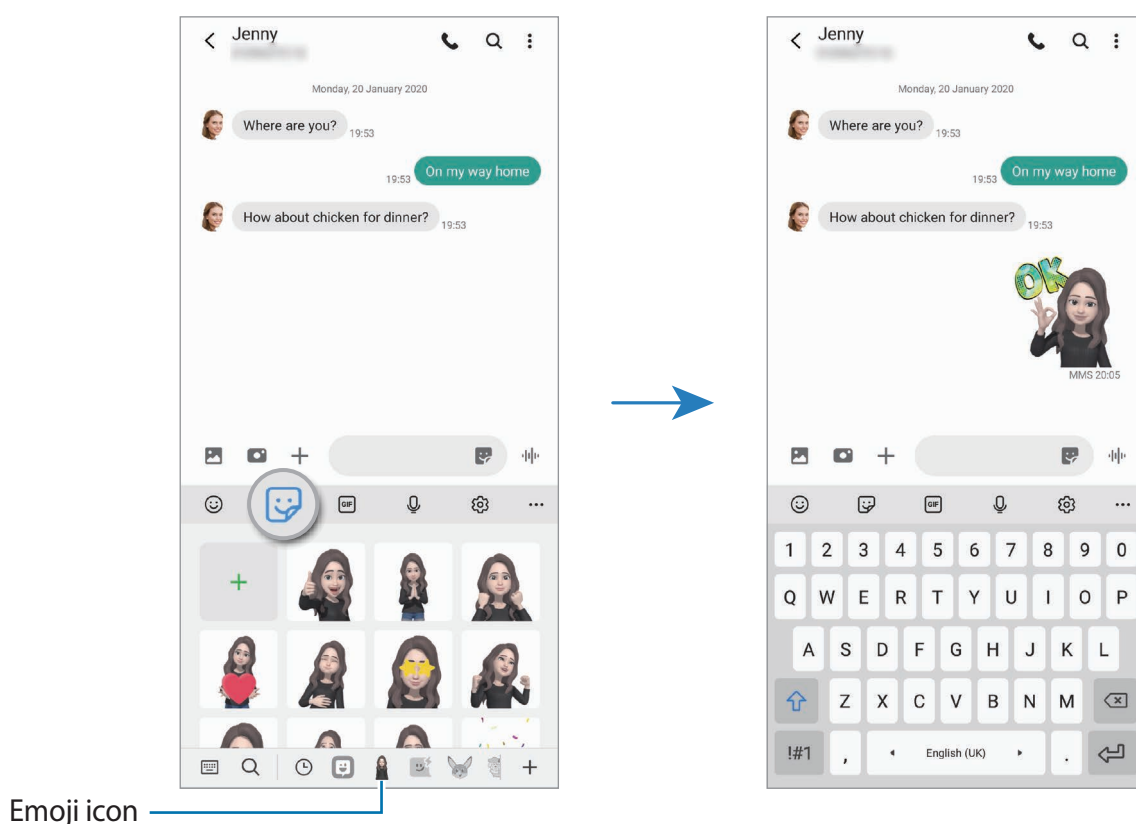 Jenny
Monday, 20 January 2020
Where are you? 19:53
19:53 On my way home
How about chicken for dinner? 19:53
GIF
Emoji icon
Jenny
Monday, 20 January 2020
Where are you? 19:53
19:53 On my way home
How about chicken for dinner? 19:53
OK
MMS 20:05
GIF
1 2 3 4 5 6 7 8 9 0
Q W E R T Y U I O P
A S D F G H J K L
Z X C V B N M
!#1 , English (UK) .